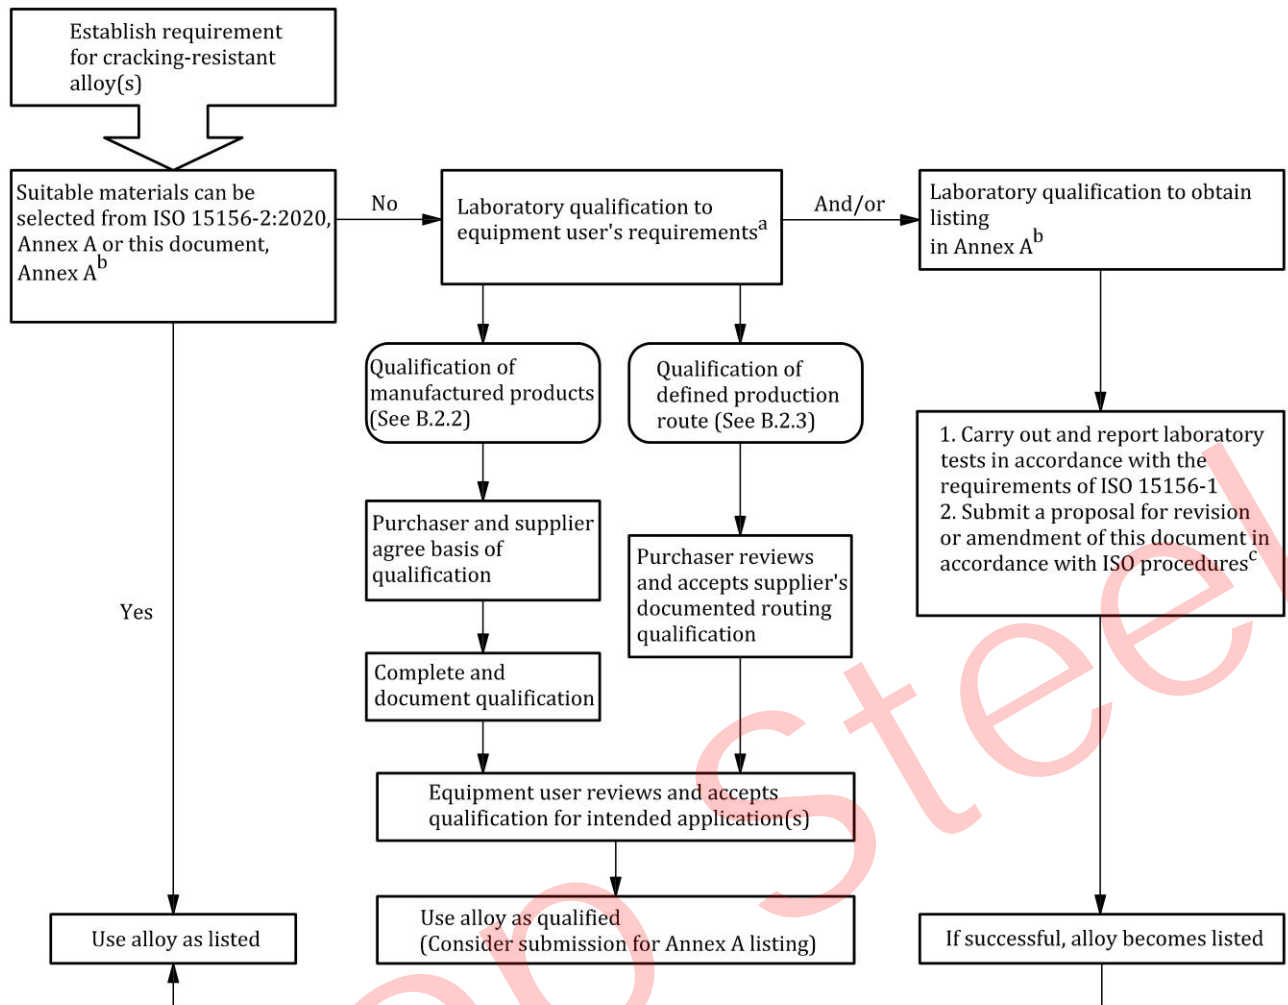 Establish requirement
for cracking-resistant
alloy(s)
Suitable materials can be
selected from ISO 15156-2:2020,
Annex A or this document,
Annex Aᵇ
No
Laboratory qualification to
equipment user's requirementsᵃ
And/or
Laboratory qualification to obtain
listing
in Annex Aᵇ
Qualification of
manufactured products
(See B.2.2)
Qualification of
defined production
route (See B.2.3)
1. Carry out and report laboratory
tests in accordance with the
requirements of ISO 15156-1
2. Submit a proposal for revision
or amendment of this document in
accordance with ISO proceduresᶜ
Purchaser and supplier
agree basis of
qualification
Purchaser reviews
and accepts supplier's
documented routing
qualification
Yes
Complete and
document qualification
Equipment user reviews and accepts
qualification for intended application(s)
Use alloy as listed
Use alloy as qualified
(Consider submission for Annex A listing)
If successful, alloy becomes listed
Steel